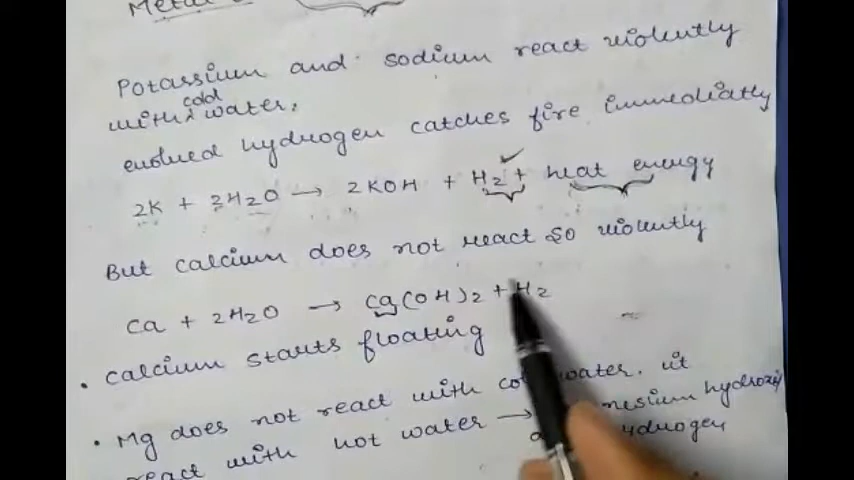 Metal
Potassium and sodium react violently
cold
with water.
evolved hydrogen catches fire immediatly
2K + 2H2O → 2KOH + H2 + heat energy
But calcium does not react so violently
Ca + 2H2O → Ca(OH)2 + H2
• Calcium starts floating
• Mg does not react with water. it
react with hot water →
hydrogen